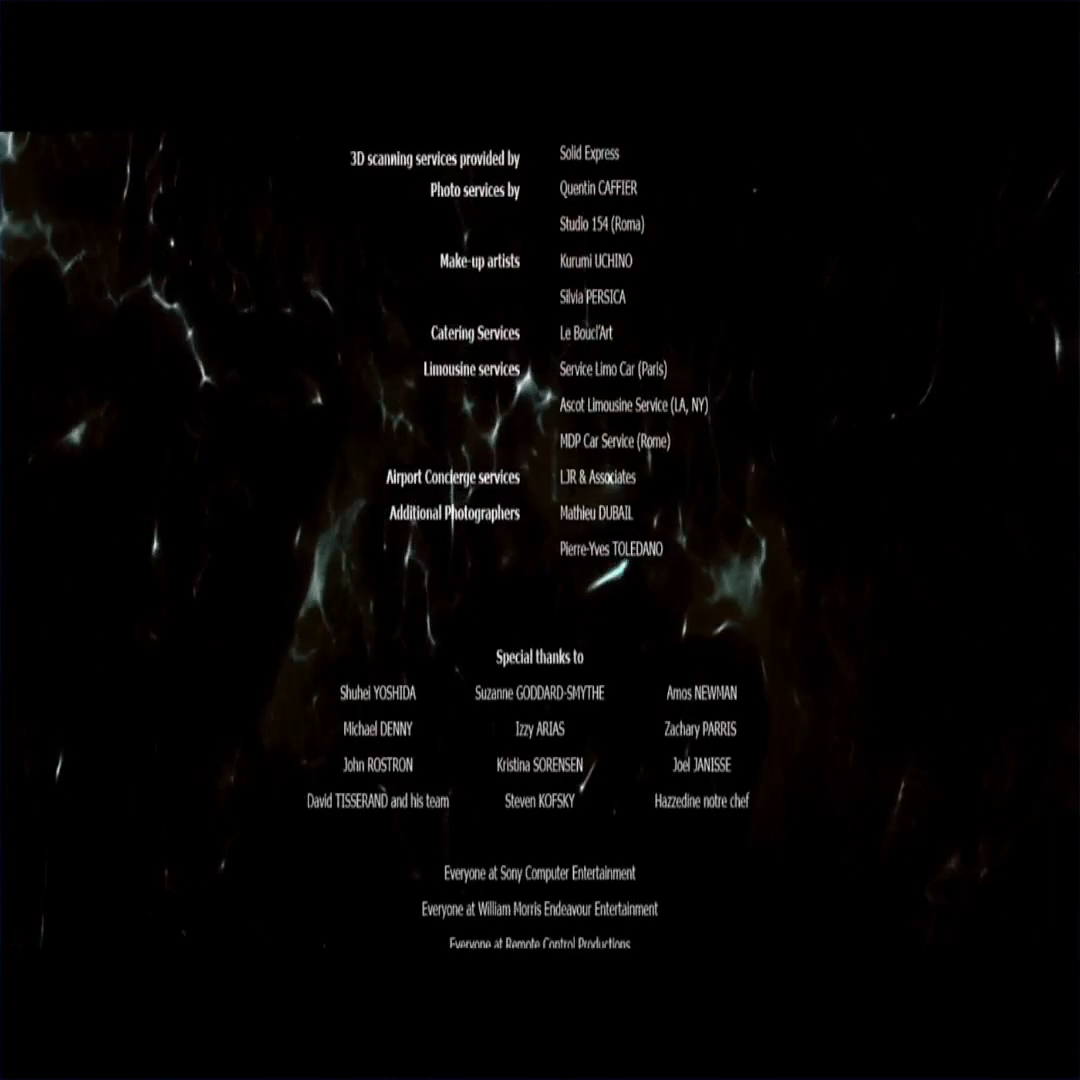 3D scanning services provided by Solid Express
Photo services by Quentin CAFFIER
Studio 154 (Roma)
Make-up artists Kurumi UCHINO
Silvia PERSICA
Catering Services Le Boucl'Art
Limousine services Service Limo Car (Paris)
Ascot Limousine Service (LA, NY)
MDP Car Service (Rome)
Airport Concierge services LJR & Associates
Additional Photographers Mathieu DUBAIL
Pierre-Yves TOLEDANO
Special thanks to
Shuhei YOSHIDA Suzanne GODDARD-SMYTHE Amos NEWMAN
Michael DENNY Izzy ARIAS Zachary PARRIS
John ROSTRON Kristina SORENSEN Joel JANISSE
David TISSERAND and his team Steven KOFSKY Hazzedine notre chef
Everyone at Sony Computer Entertainment
Everyone at William Morris Endeavour Entertainment
Everyone at Remote Control Productions